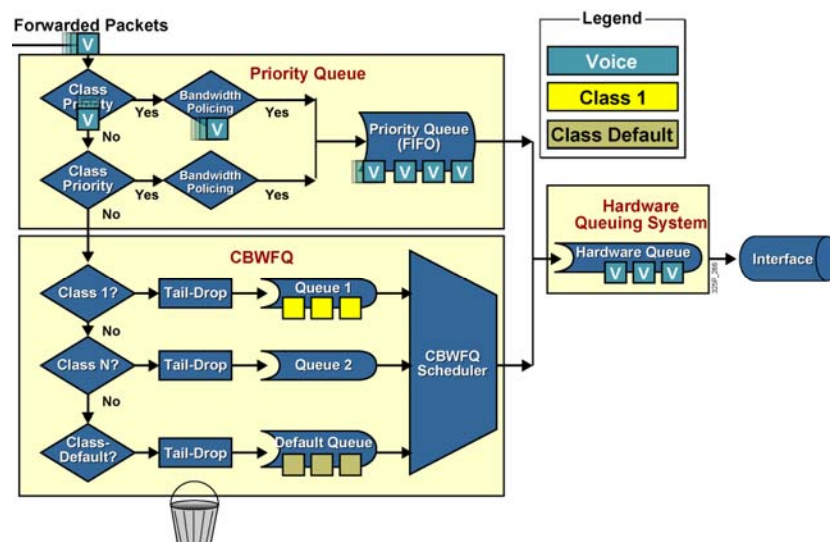 Forwarded Packets
V
Priority Queue
Class
Priority
V
Yes
Bandwidth
Policing
V
Yes
No
Class
Priority
Yes
Bandwidth
Policing
Yes
No
Priority Queue
(FIFO)
V V V V
Legend
Voice
Class 1
Class Default
Hardware
Queuing System
Hardware Queue
V V V
Interface
CBWFQ
Class 1?
Tail-Drop
Queue 1
No
Class N?
Tail-Drop
Queue 2
No
Class-
Default?
Tail-Drop
Default Queue
CBWFQ
Scheduler